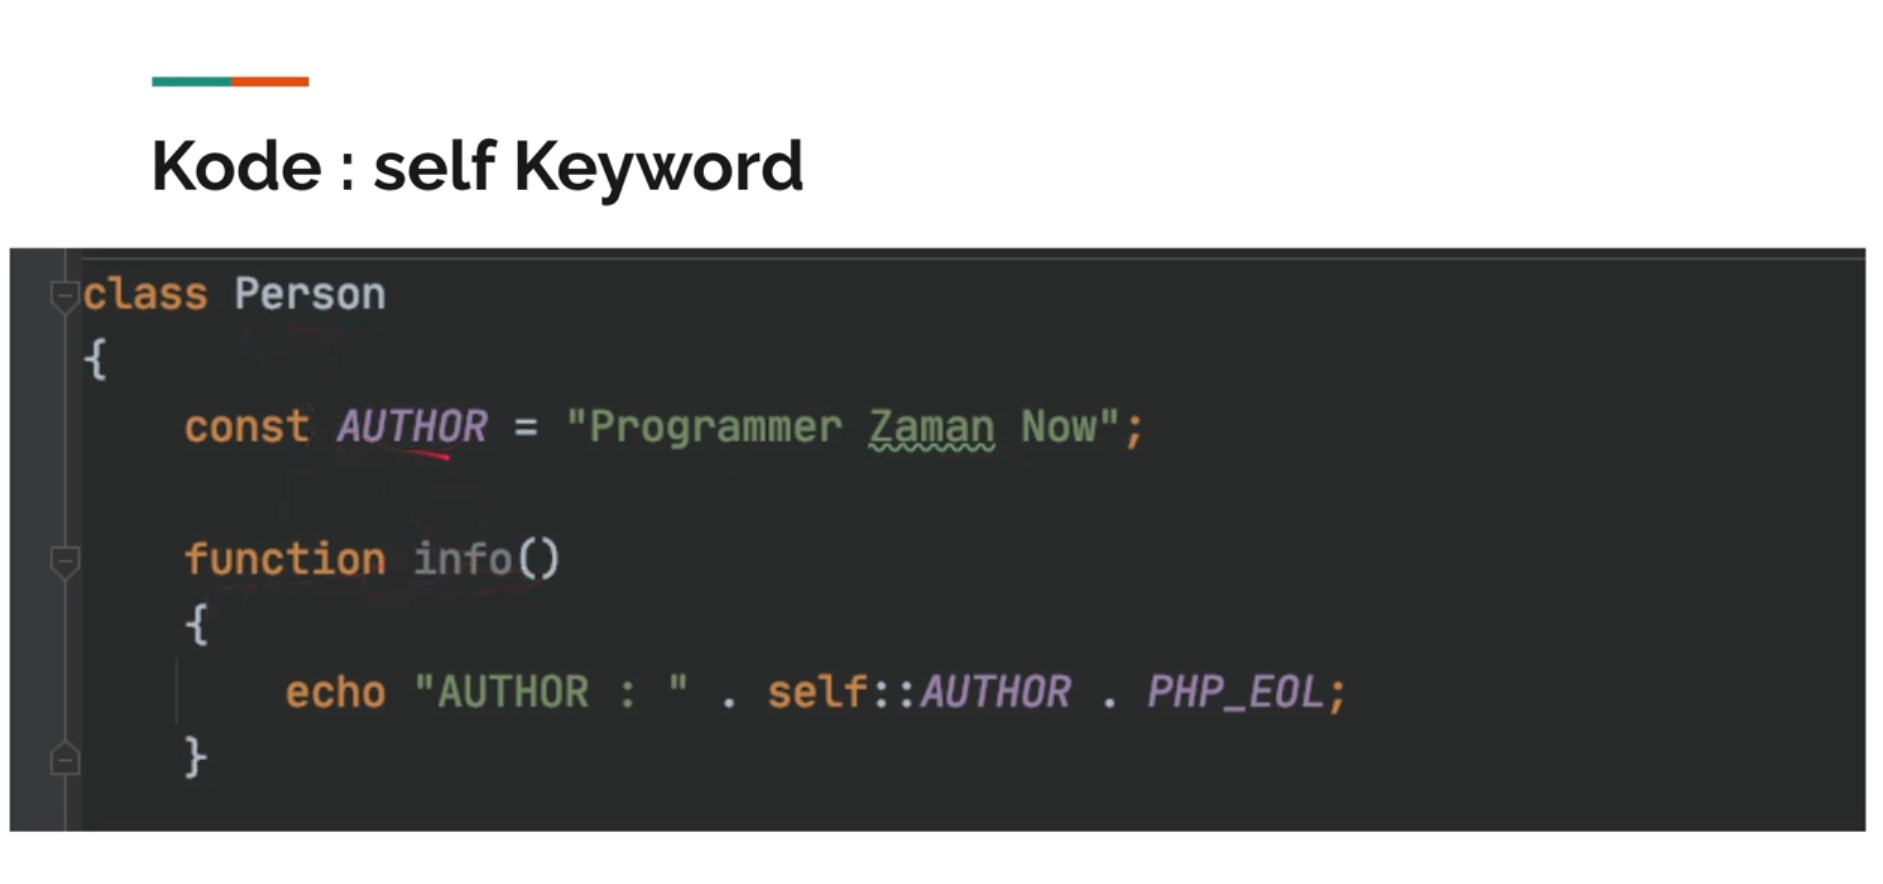 Kode : self Keyword
class Person
{
    const AUTHOR = "Programmer Zaman Now";
    function info()
    {
        echo "AUTHOR : " . self::AUTHOR . PHP_EOL;
    }